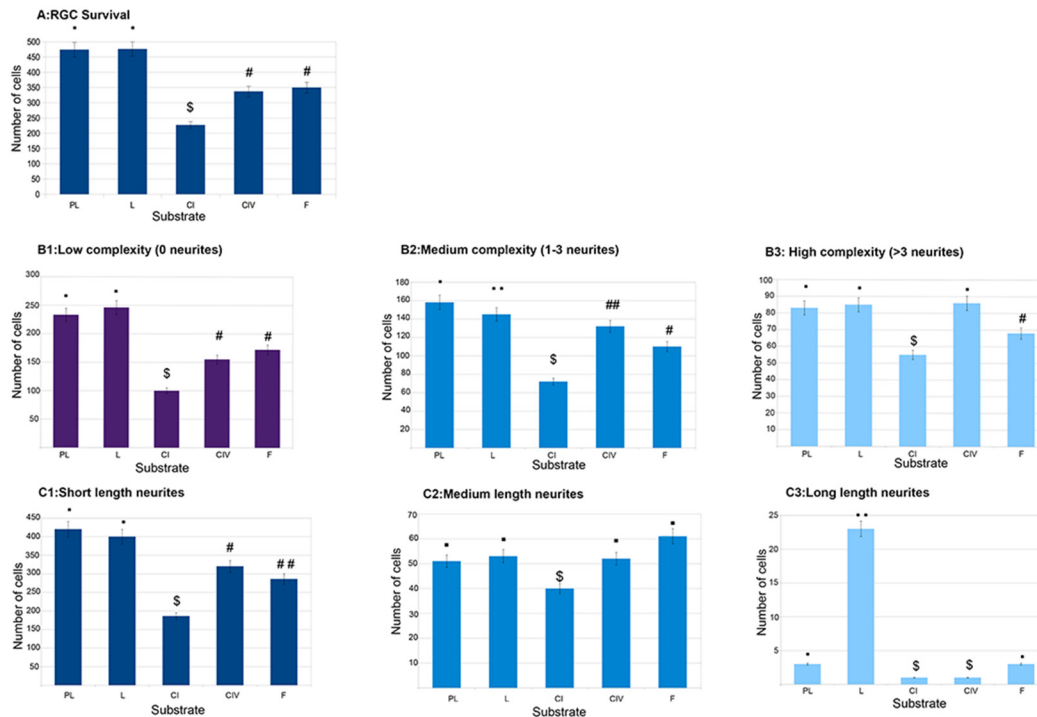 A:RGC Survival
Number of cells
500
450
400
350
300
250
200
150
100
50
0
* * $ # #
PL L CI CIV F
Substrate
B1:Low complexity (0 neurites)
Number of cells
300
250
200
150
100
50
* * $ # #
PL L CI CIV F
B2:Medium complexity (1-3 neurites)
Number of cells
180
160
140
120
100
80
60
40
20
* ** $ ## #
PL L CI CIV F
B3: High complexity (>3 neurites)
Number of cells
100
90
80
70
60
50
40
30
20
10
* * $ * #
PL L CI CIV F
C1:Short length neurites
Number of cells
450
400
350
300
250
200
150
100
50
* * $ # ##
PL L CI CIV F
Substrate
C2:Medium length neurites
Number of cells
70
60
50
40
30
20
10
* * $ * *
PL L CI CIV F
Substrate
C3:Long length neurites
Number of cells
25
20
15
10
5
* ** $ $ *
PL L CI CIV F
Substrate